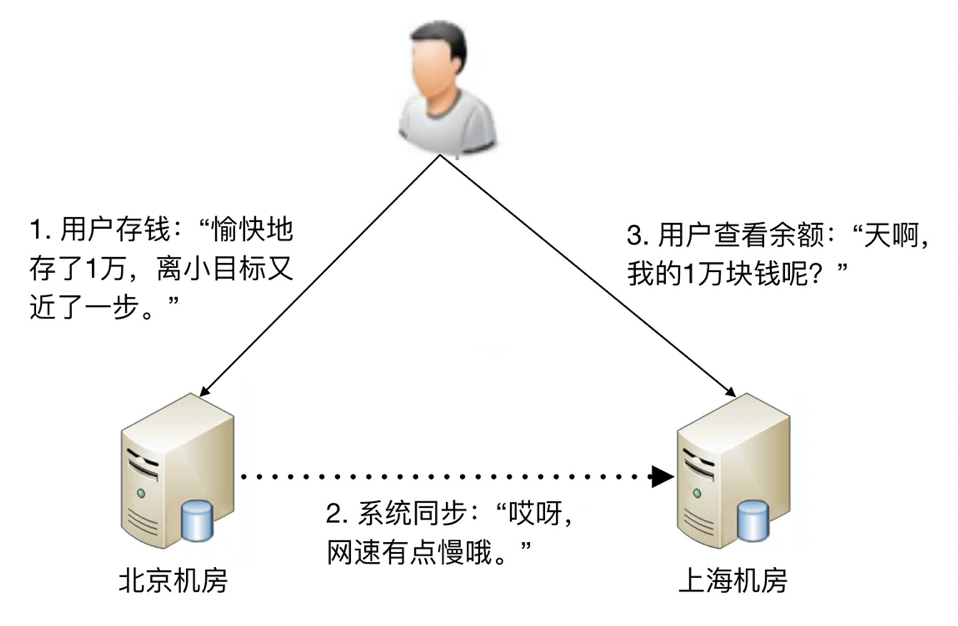 1. 用户存钱：“愉快地
存了1万，离小目标又
近了一步。”
3. 用户查看余额：“天啊，
我的1万块钱呢？”
2. 系统同步：“哎呀，
网速有点慢哦。”
北京机房
上海机房